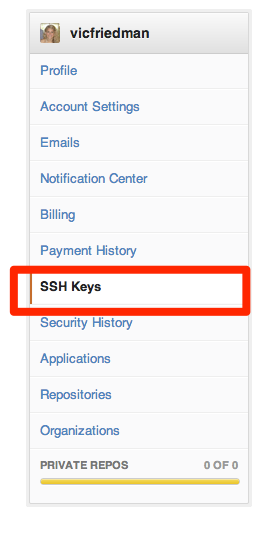 vicfriedman
Profile
Account Settings
Emails
Notification Center
Billing
Payment History
SSH Keys
Security History
Applications
Repositories
Organizations
PRIVATE REPOS 0 OF 0